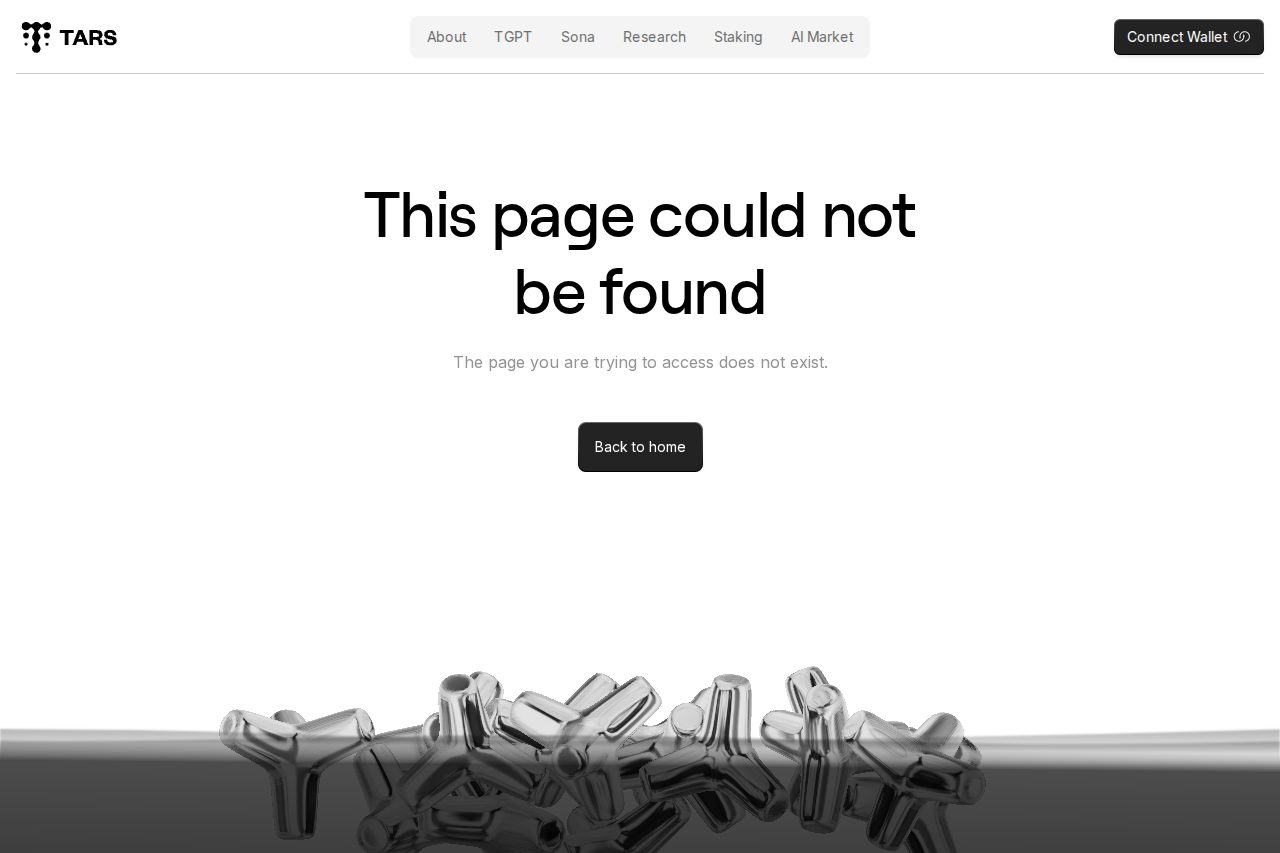 TARS
About TGPT Sona Research Staking AI Market
Connect Wallet
This page could not
be found
The page you are trying to access does not exist.
Back to home